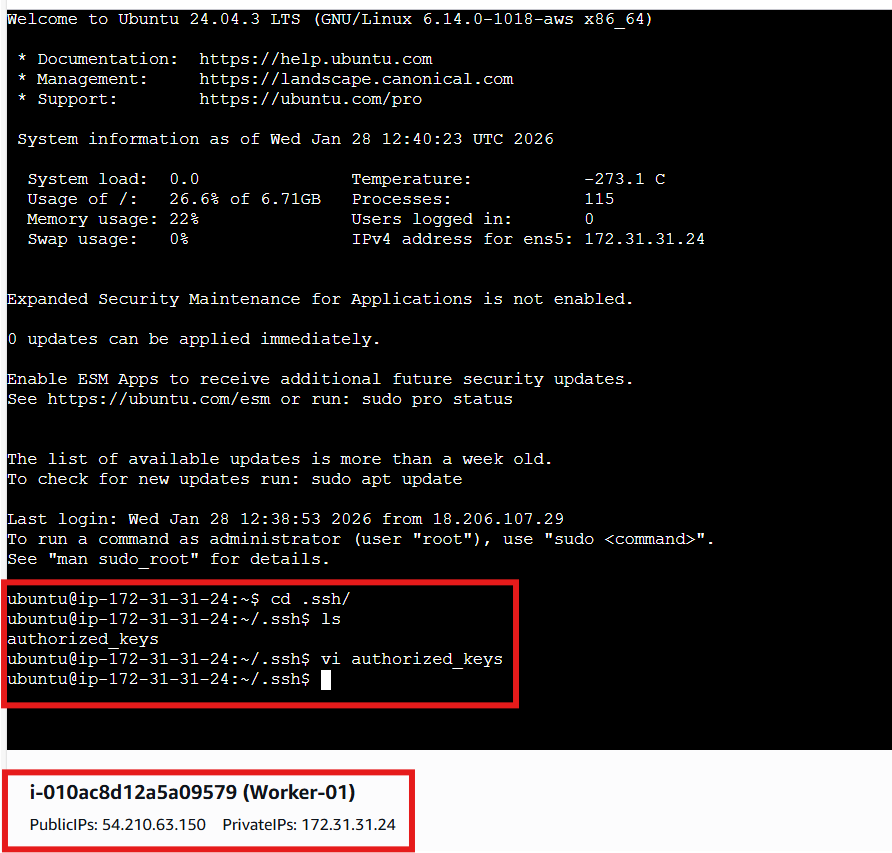 Welcome to Ubuntu 24.04.3 LTS (GNU/Linux 6.14.0-1018-aws x86_64)
* Documentation: https://help.ubuntu.com
* Management: https://landscape.canonical.com
* Support: https://ubuntu.com/pro
System information as of Wed Jan 28 12:40:23 UTC 2026
System load: 0.0 Temperature: -273.1 C
Usage of /: 26.6% of 6.71GB Processes: 115
Memory usage: 22% Users logged in: 0
Swap usage: 0% IPv4 address for ens5: 172.31.31.24
Expanded Security Maintenance for Applications is not enabled.
0 updates can be applied immediately.
Enable ESM Apps to receive additional future security updates.
See https://ubuntu.com/esm or run: sudo pro status
The list of available updates is more than a week old.
To check for new updates run: sudo apt update
Last login: Wed Jan 28 12:38:53 2026 from 18.206.107.29
To run a command as administrator (user "root"), use "sudo <command>".
See "man sudo_root" for details.
ubuntu@ip-172-31-31-24:~$ cd .ssh/
ubuntu@ip-172-31-31-24:~/.ssh$ ls
authorized_keys
ubuntu@ip-172-31-31-24:~/.ssh$ vi authorized_keys
ubuntu@ip-172-31-31-24:~/.ssh$
i-010ac8d12a5a09579 (Worker-01)
PublicIPs: 54.210.63.150 PrivateIPs: 172.31.31.24